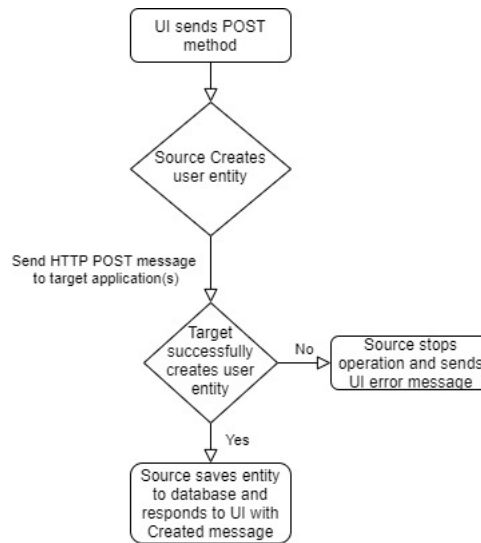 UI sends POST
method
Source Creates
user entity
Send HTTP POST message
to target application(s)
Target
successfully
creates user
entity
No
Source stops
operation and sends
UI error message
Yes
Source saves entity
to database and
responds to UI with
Created message